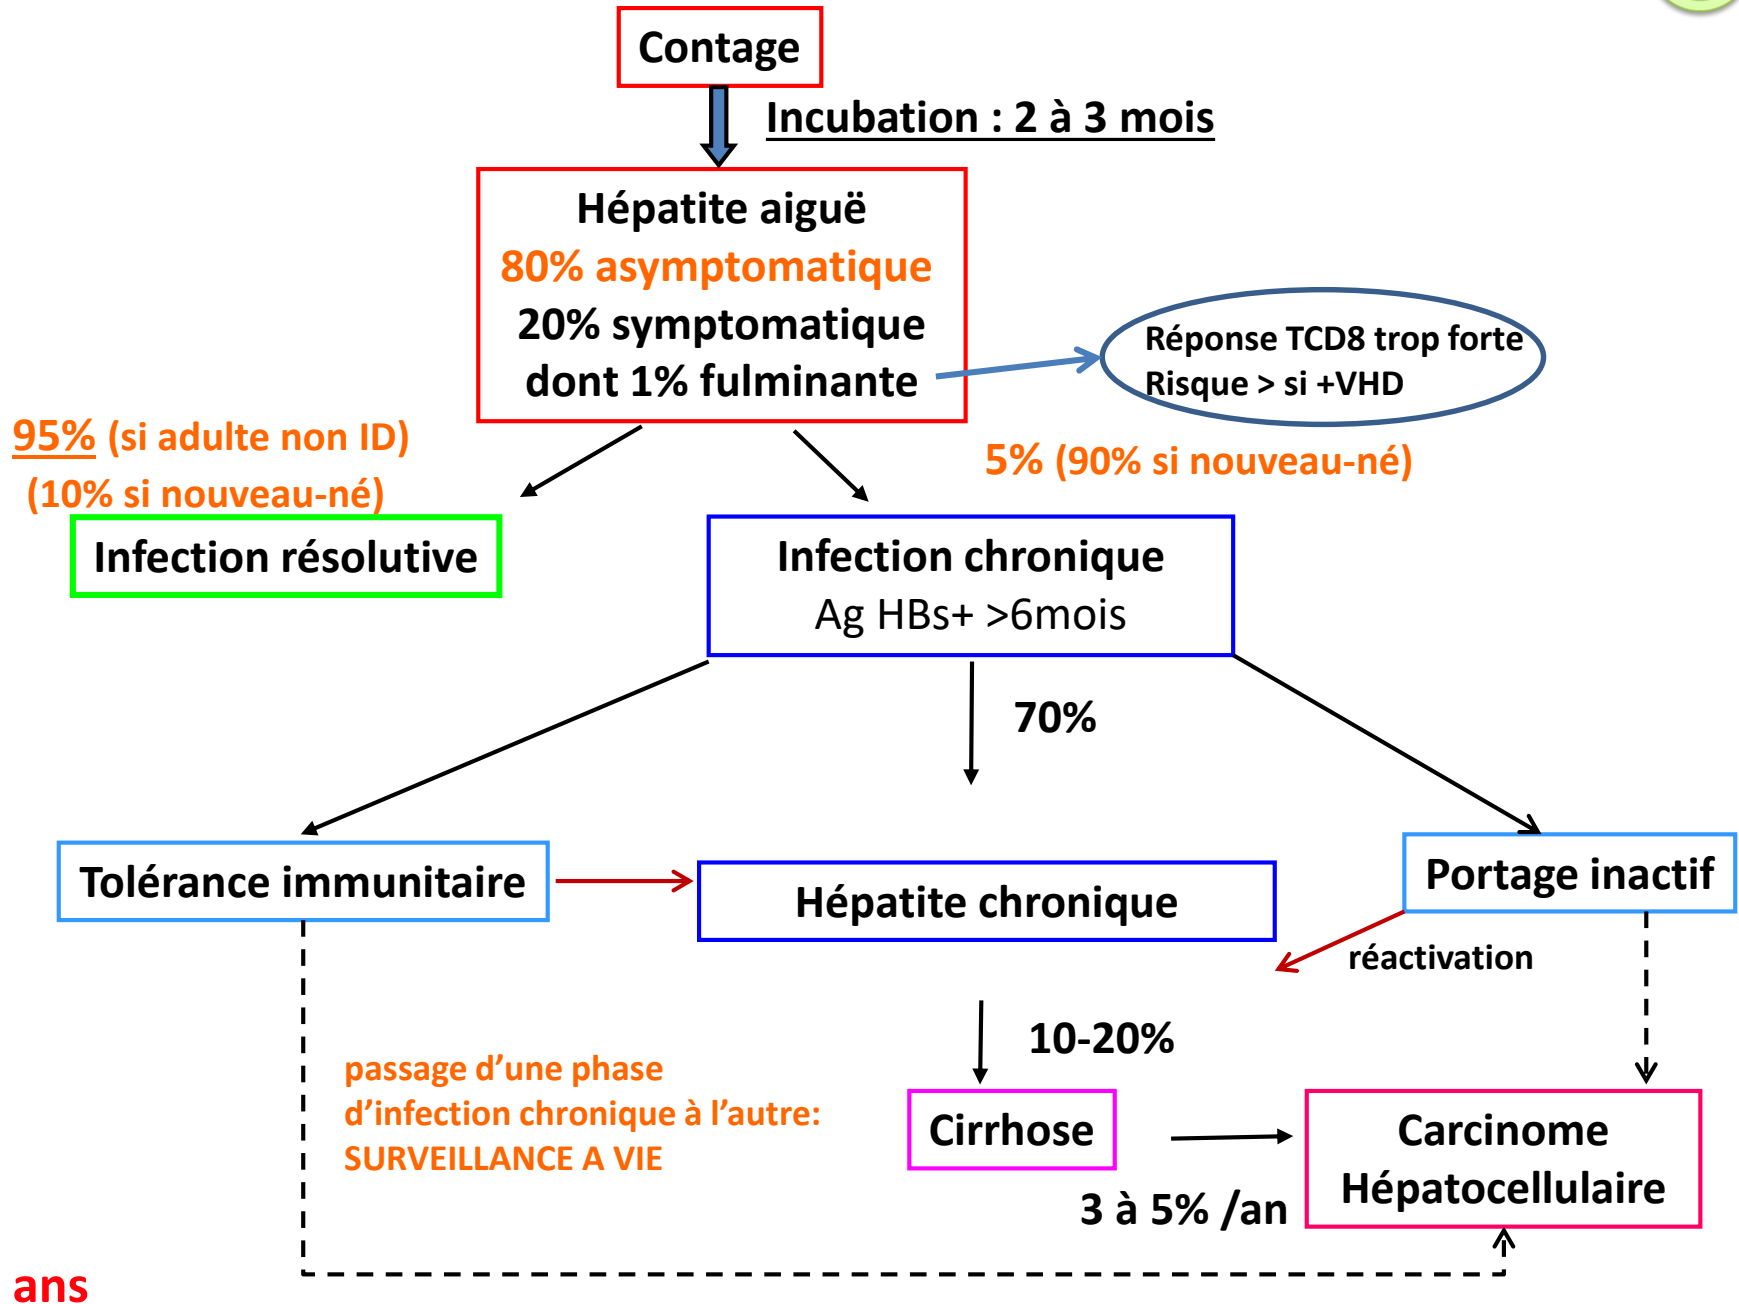 Contage
Incubation : 2 à 3 mois
Hépatite aiguë
80% asymptomatique
20% symptomatique
dont 1% fulminante
Réponse TCD8 trop forte
Risque > si +VHD
95% (si adulte non ID)
(10% si nouveau-né)
5% (90% si nouveau-né)
Infection résolutive
Infection chronique
Ag HBs+ >6mois
70%
Tolérance immunitaire
Hépatite chronique
Portage inactif
réactivation
10-20%
passage d’une phase
d’infection chronique à l’autre:
SURVEILLANCE A VIE
Cirrhose
Carcinome
Hépatocellulaire
3 à 5% /an
ans